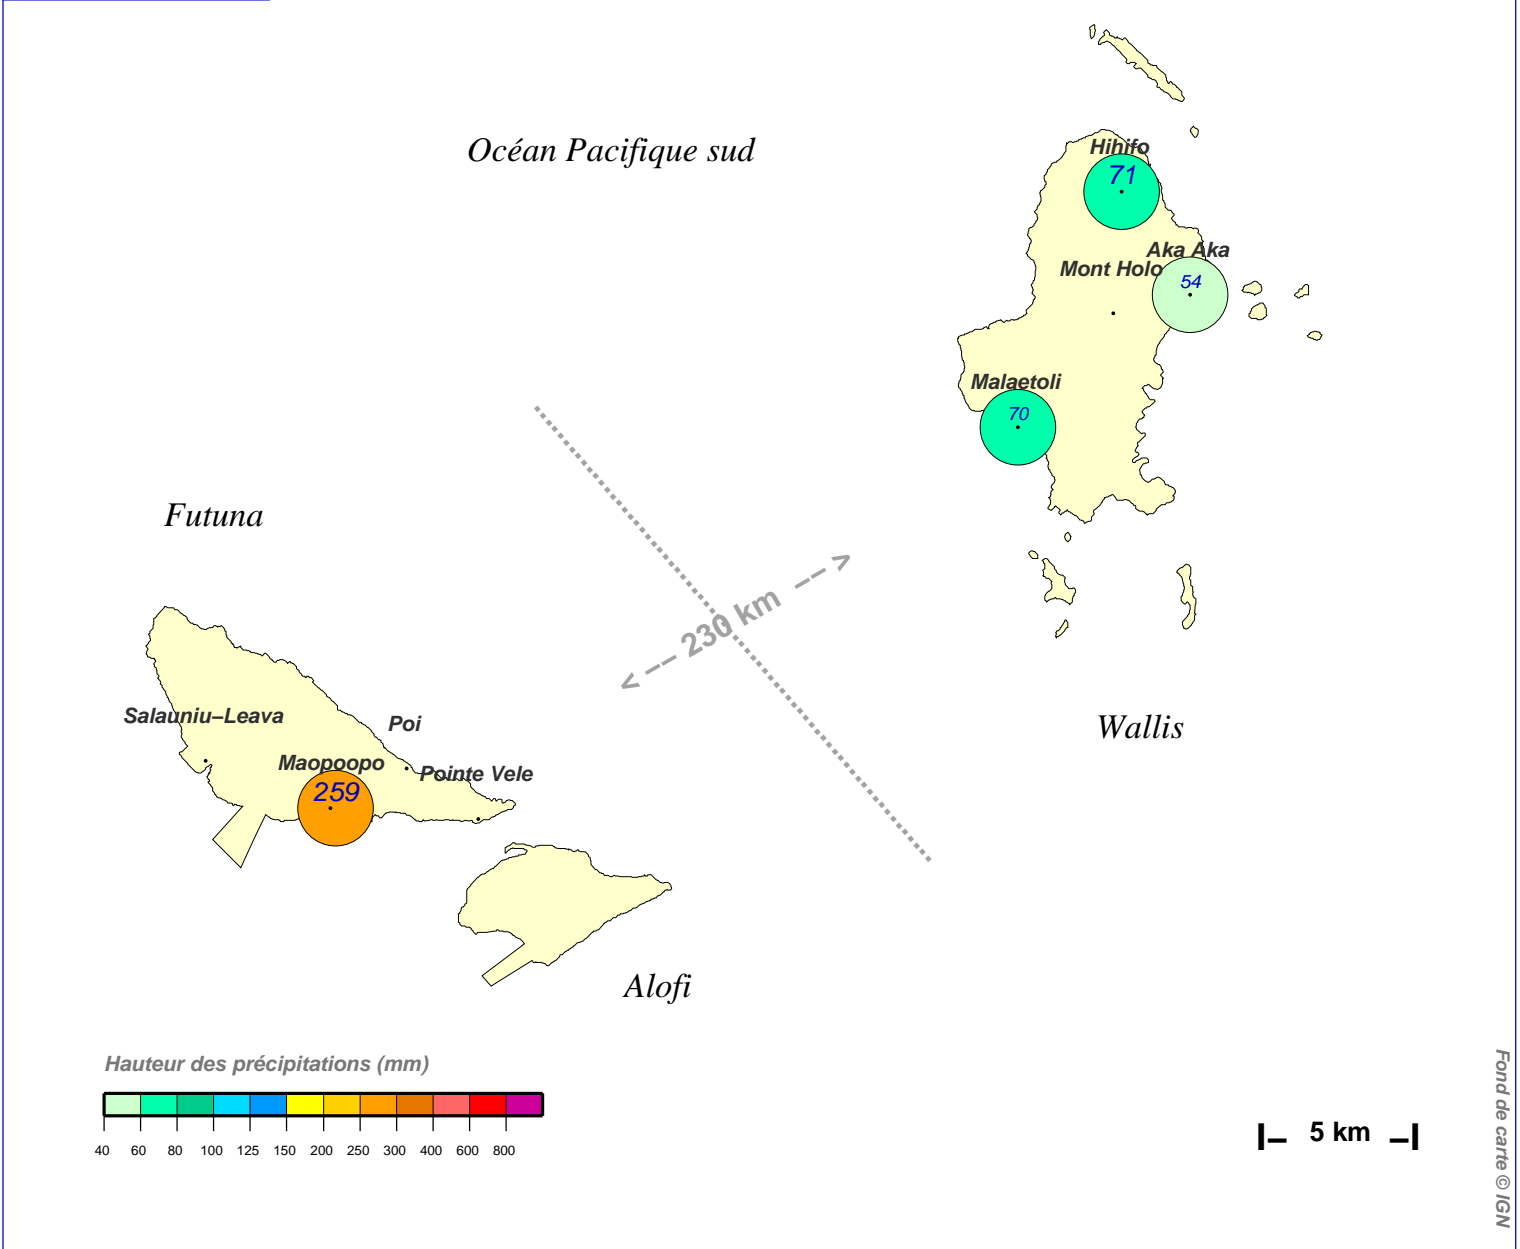 Océan Pacifique sud
Hihifo
71
Aka Aka
Mont Holo
54
Malaetoli
70
Futuna
230 km
Salauniu–Leava
Poi
Wallis
Maopoopo
Pointe Vele
259
Alofi
Hauteur des précipitations (mm)
40 60 80 100 125 150 200 250 300 400 600 800
5 km
Fond de carte © IGN